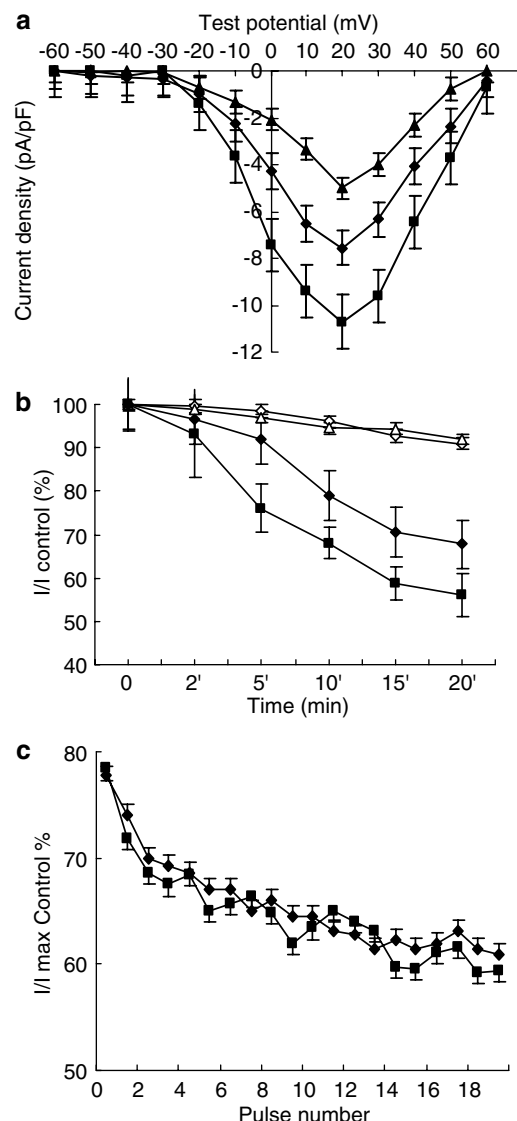 a
Test potential (mV)
-60 -50 -40 -30 -20 -10 0 10 20 30 40 50 60
Current density (pA/pF)
0
-2
-4
-6
-8
-10
-12
b
I/I control (%)
100
90
80
70
60
50
40
0 2' 5' 10' 15' 20'
Time (min)
c
I/I max Control %
80
70
60
50
0 2 4 6 8 10 12 14 16 18
Pulse number